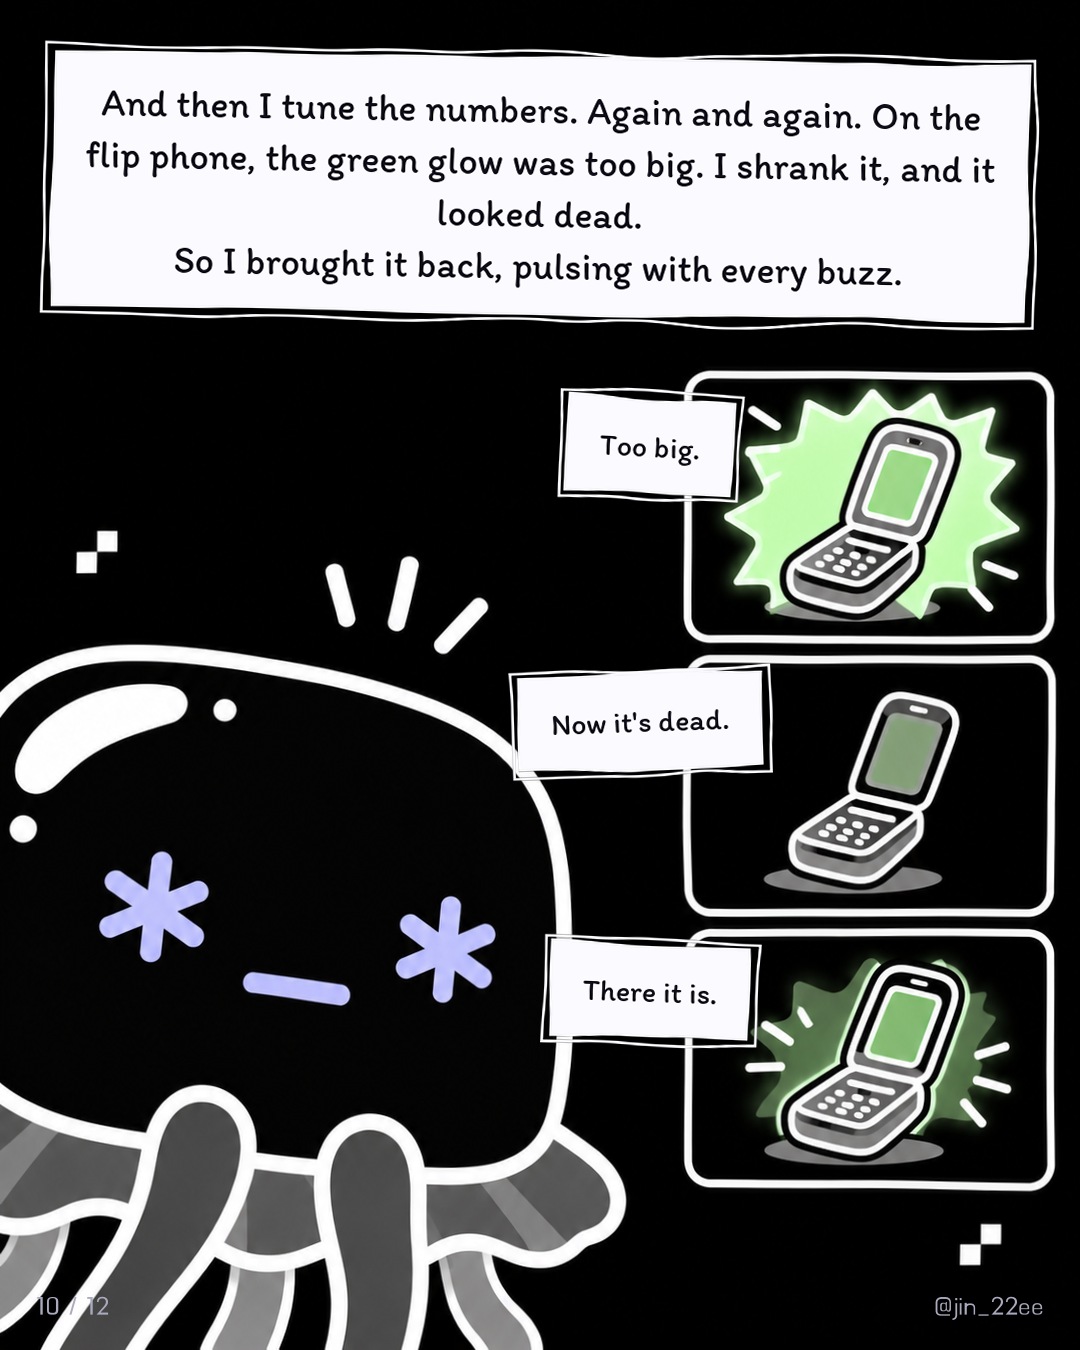 And then I tune the numbers. Again and again. On the
flip phone, the green glow was too big. I shrank it, and it
looked dead.
So I brought it back, pulsing with every buzz.
Too big.
Now it's dead.
There it is.
10 / 12
@jin_22ee